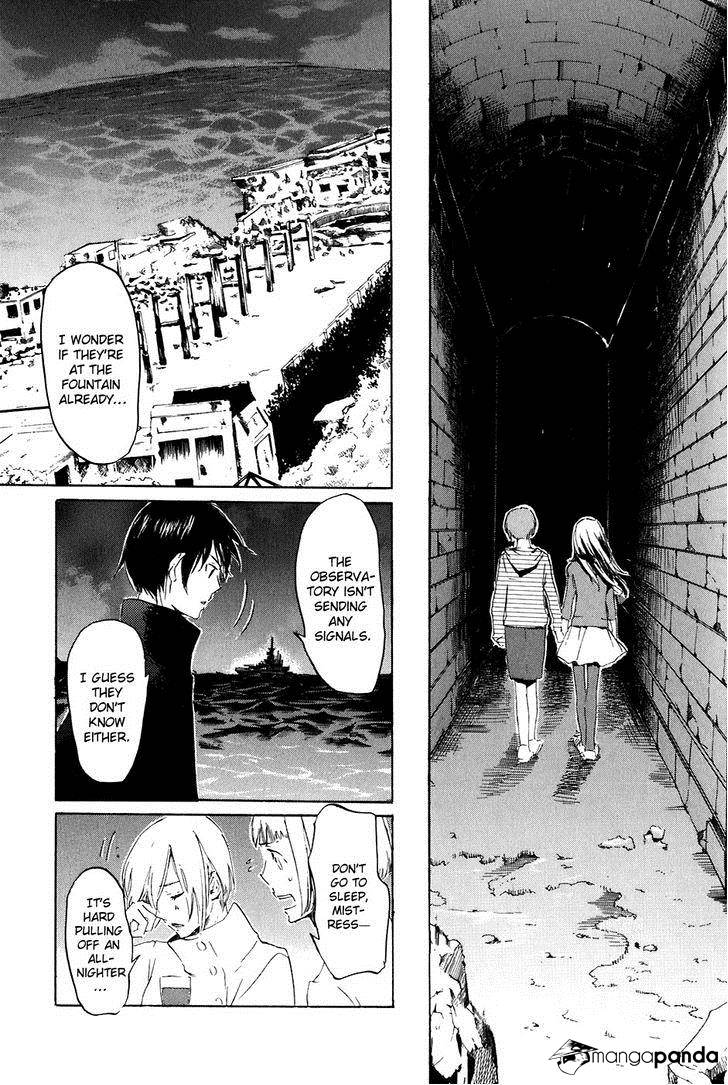 I WONDER
IF THEY'RE
AT THE
FOUNTAIN
ALREADY...
THE
OBSERVA-
TORY ISN'T
SENDING
ANY
SIGNALS.
I GUESS
THEY
DON'T
KNOW
EITHER.
DON'T
GO TO
SLEEP,
MIST-
RESS—
IT'S
HARD
PULLING
OFF AN
ALL-
NIGHTER
...
mangapanda